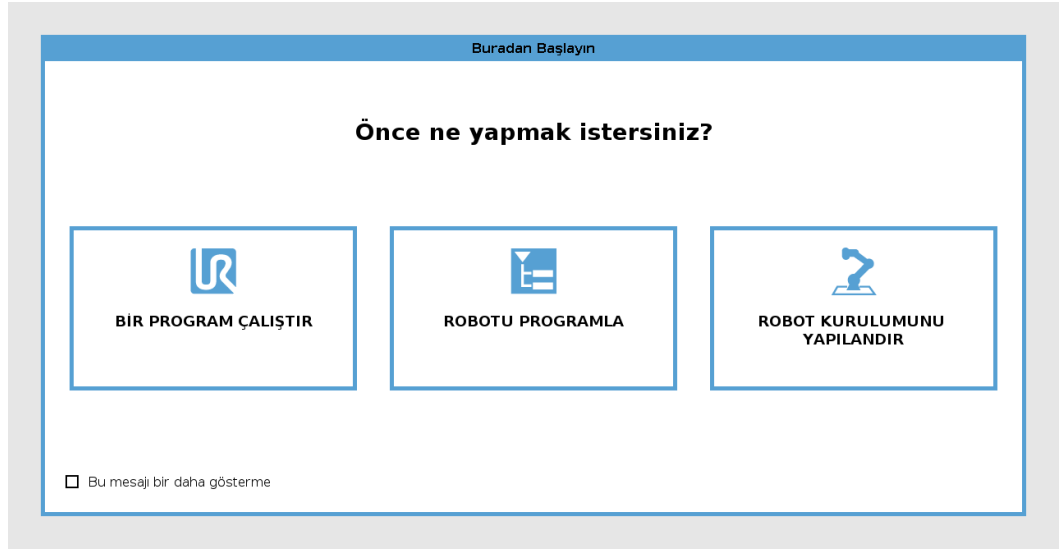 Buradan Başlayın
Önce ne yapmak istersiniz?
BİR PROGRAM ÇALIŞTIR
ROBOTU PROGRAMLA
ROBOT KURULUMUNU
YAPILANDIR
Bu mesajı bir daha gösterme